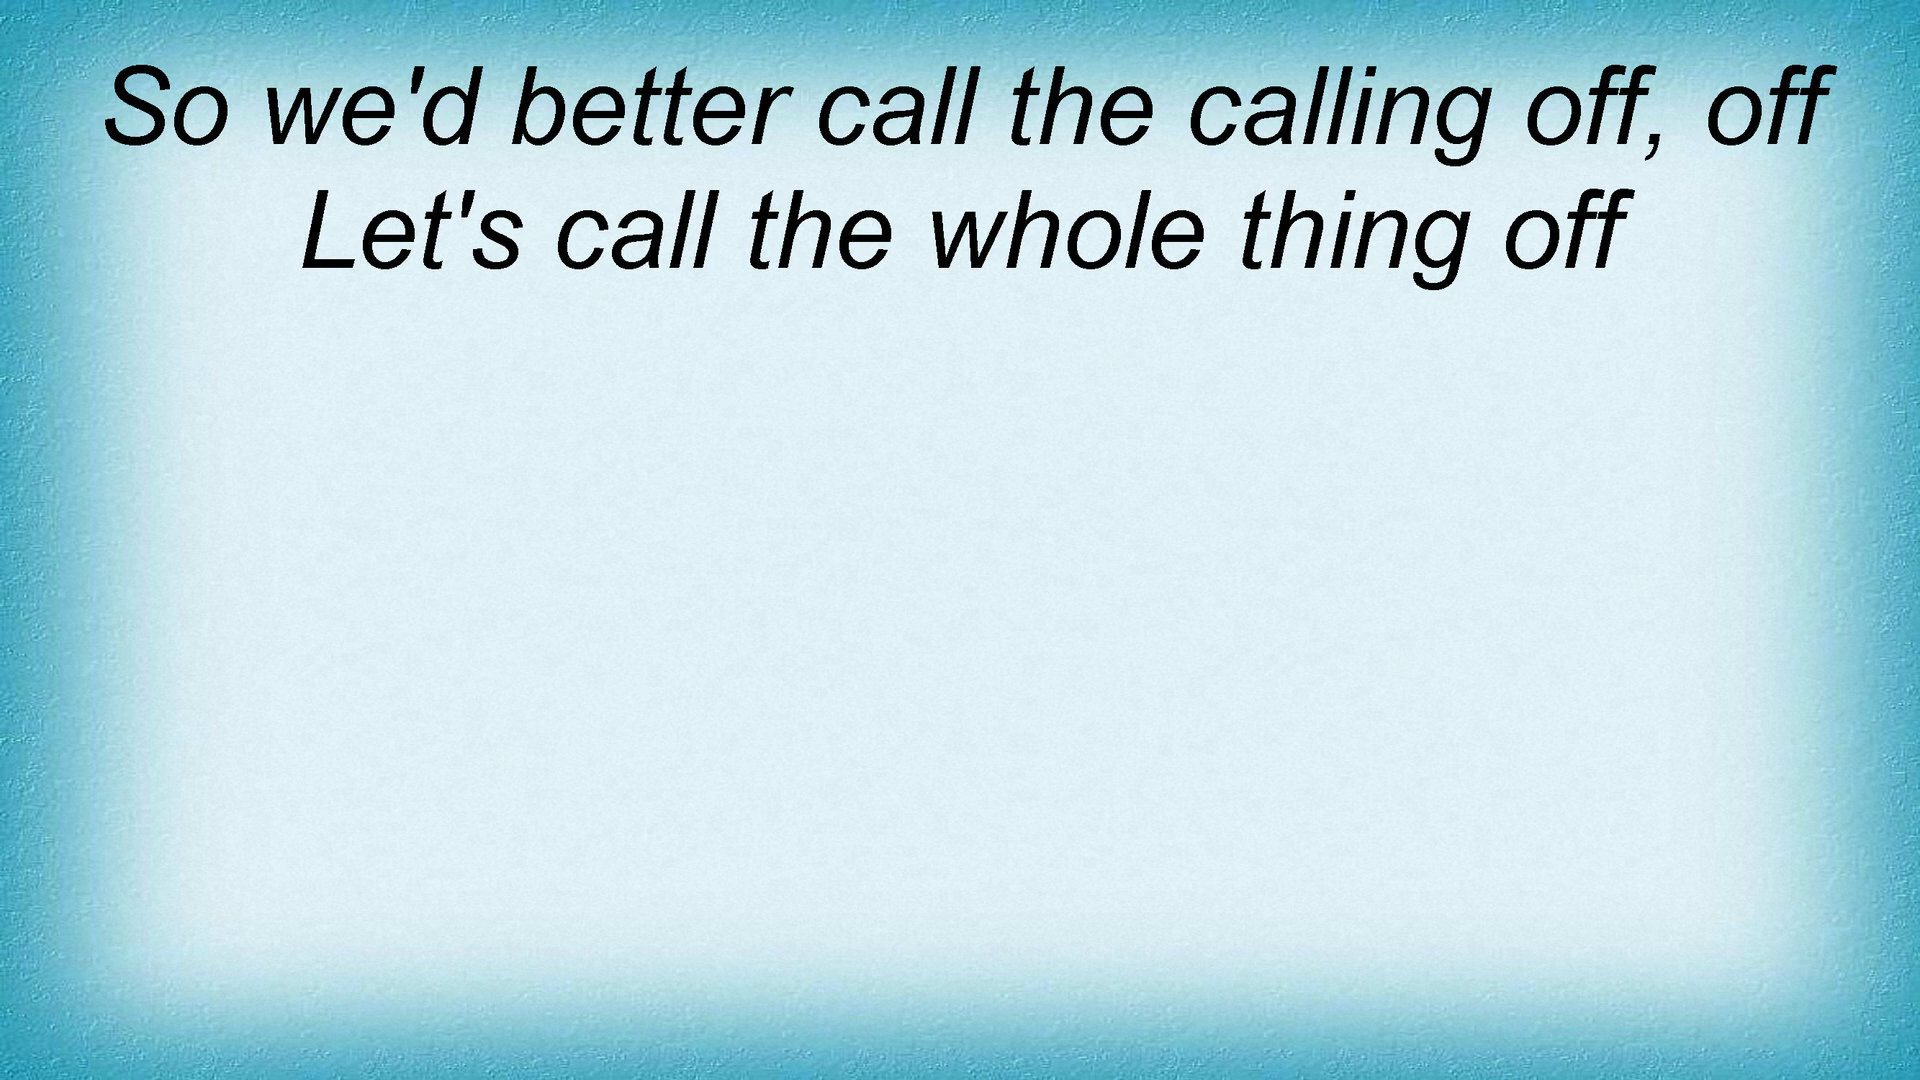 So we'd better call the calling off, off
Let's call the whole thing off